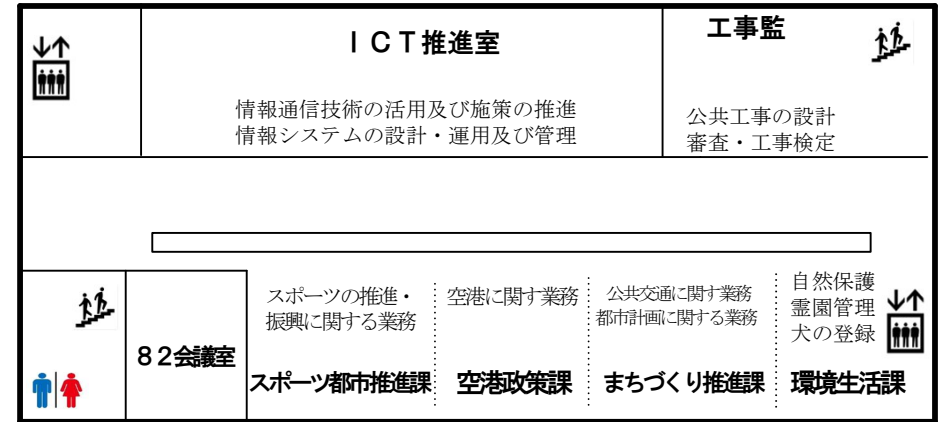 ICT推進室
情報通信技術の活用及び施策の推進
情報システムの設計・運用及び管理
工事監
公共工事の設計
審査・工事検定
82会議室
スポーツの推進・
振興に関する業務
スポーツ都市推進課
空港に関す業務
空港政策課
公共交通に関す業務
都市計画に関する業務
まちづくり推進課
自然保護
霊園管理
犬の登録
環境生活課